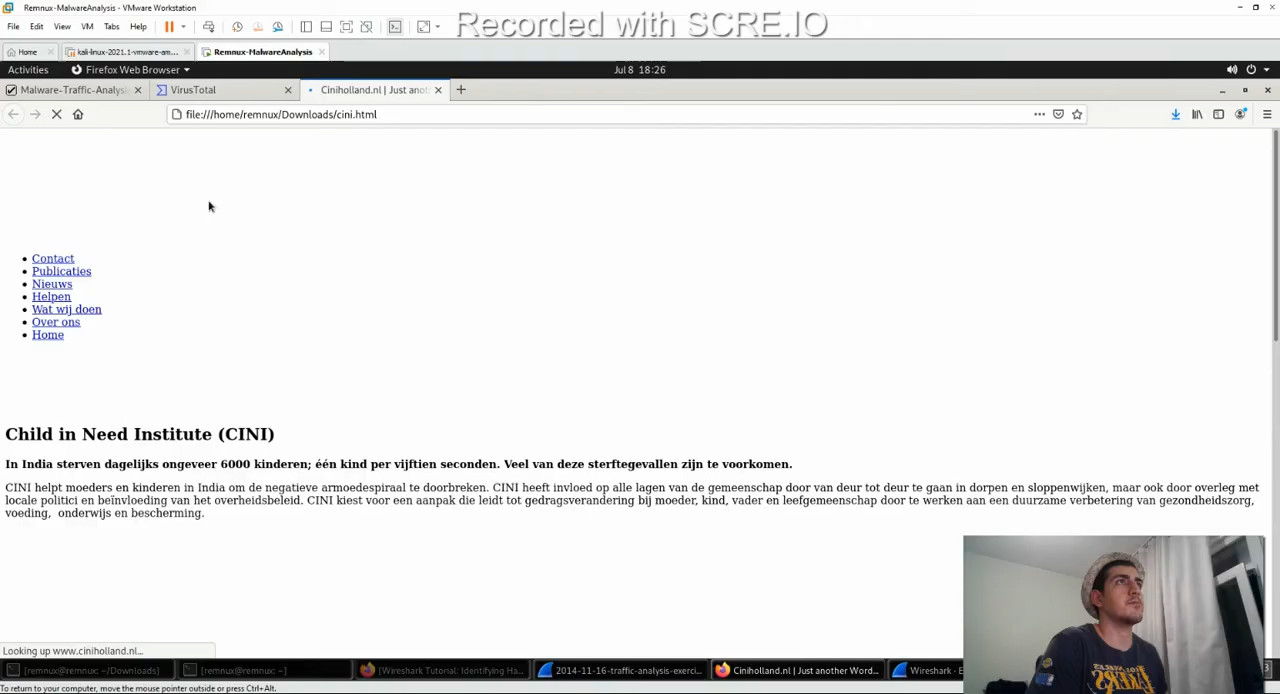 Remnux-MalwareAnalysis - VMware Workstation
Recorded with SCRE.IO
File Edit View VM Tabs Help
Home kali-linux-2021.1-vmware-am... Remnux-MalwareAnalysis
Activities Firefox Web Browser Jul 8 18:26
Malware-Traffic-Analysis VirusTotal Ciniholland.nl | Just anot
file:///home/remnux/Downloads/cini.html
Contact
Publicaties
Nieuws
Helpen
Wat wij doen
Over ons
Home
Child in Need Institute (CINI)
In India sterven dagelijks ongeveer 6000 kinderen; één kind per vijftien seconden. Veel van deze sterftegevallen zijn te voorkomen.
CINI helpt moeders en kinderen in India om de negatieve armoedespiraal te doorbreken. CINI heeft invloed op alle lagen van de gemeenschap door van deur tot deur te gaan in dorpen en sloppenwijken, maar ook door overleg met
locale politici en beïnvloeding van het overheidsbeleid. CINI kiest voor een aanpak die leidt tot gedragsverandering bij moeder, kind, vader en leefgemeenschap door te werken aan een duurzame verbetering van gezondheidszorg,
voeding, onderwijs en bescherming.
Looking up www.ciniholland.nl...
[remnux@remnux: ~/Downloads] [remnux@remnux: ~] [Wireshark Tutorial: Identifying Ha... 2014-11-16-traffic-analysis-exerci... Ciniholland.nl | Just another Word... Wireshark · E
To return to your computer, move the mouse pointer outside or press Ctrl+Alt.